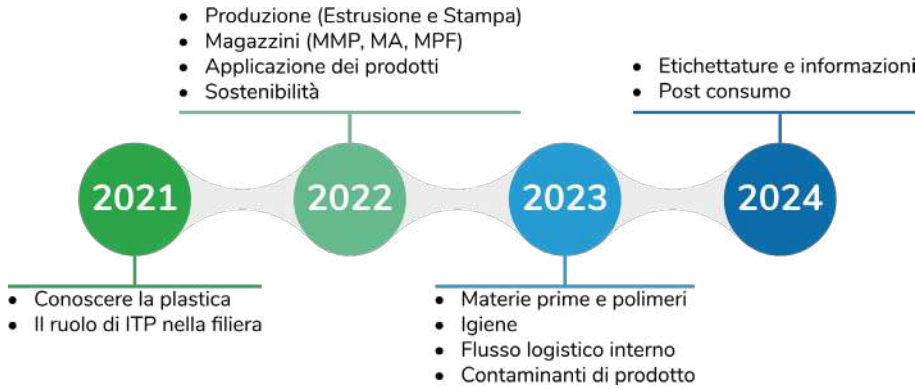 • Produzione (Estrusione e Stampa)
• Magazzini (MMP, MA, MPF)
• Applicazione dei prodotti
• Sostenibilità
• Etichettature e informazioni
• Post consumo
2021
2022
2023
2024
• Conoscere la plastica
• Il ruolo di ITP nella filiera
• Materie prime e polimeri
• Igiene
• Flusso logistico interno
• Contaminanti di prodotto